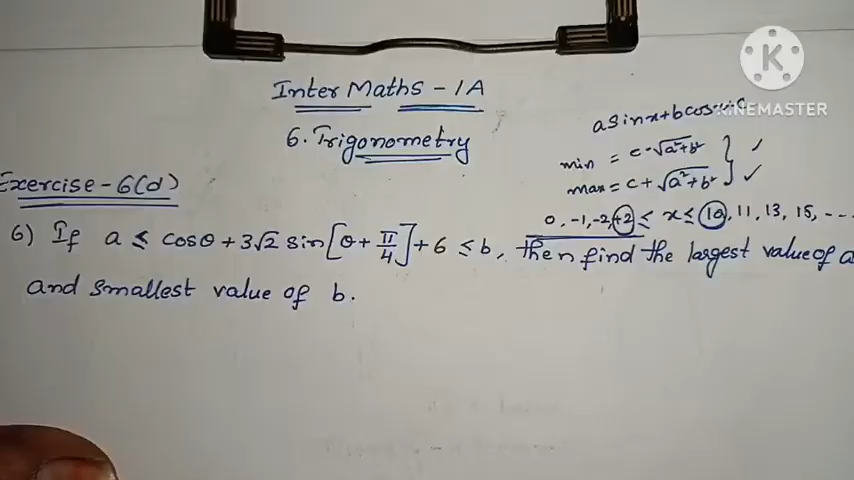 Inter Maths - 1A
6. Trigonometry
K
KINEMASTER
a sinx + b cosx + c
min = c - √a²+b²
max = c + √a²+b²
Exercise - 6(d)
0, -1, -2, +2 ≤ x ≤ 10, 11, 13, 15, ---
6) If a ≤ cosθ + 3√2 sin[θ + π/4] + 6 ≤ b, then find the largest value of a
and smallest value of b.